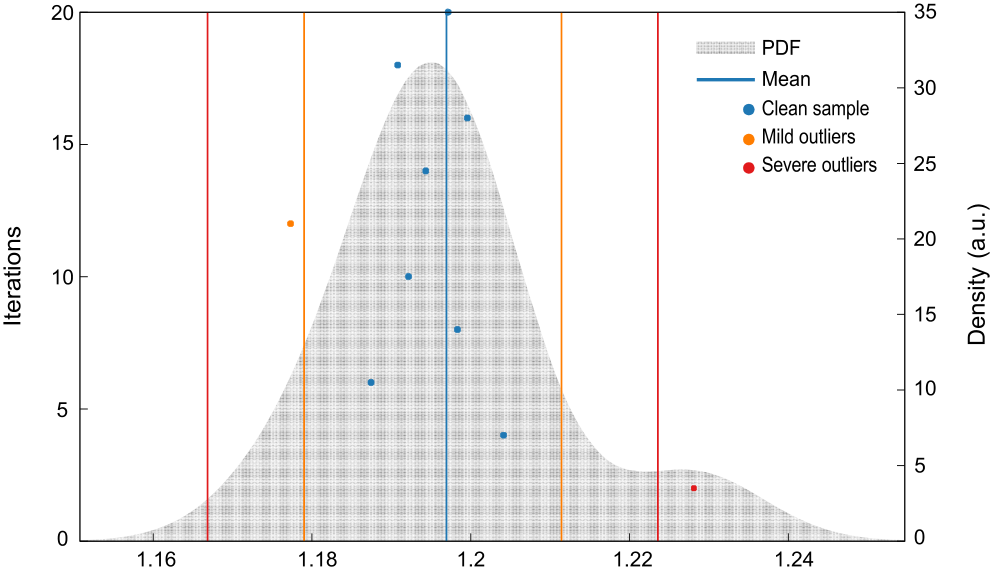 20
15
10
5
0
Iterations
35
30
25
20
15
10
5
0
Density (a.u.)
PDF
Mean
Clean sample
Mild outliers
Severe outliers
1.16
1.18
1.2
1.22
1.24